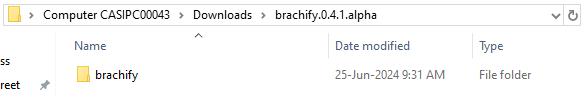 Computer CASIPC00043 > Downloads > brachify.0.4.1.alpha
Name Date modified Type
ss
brachify 25-Jun-2024 9:31 AM File folder
reet